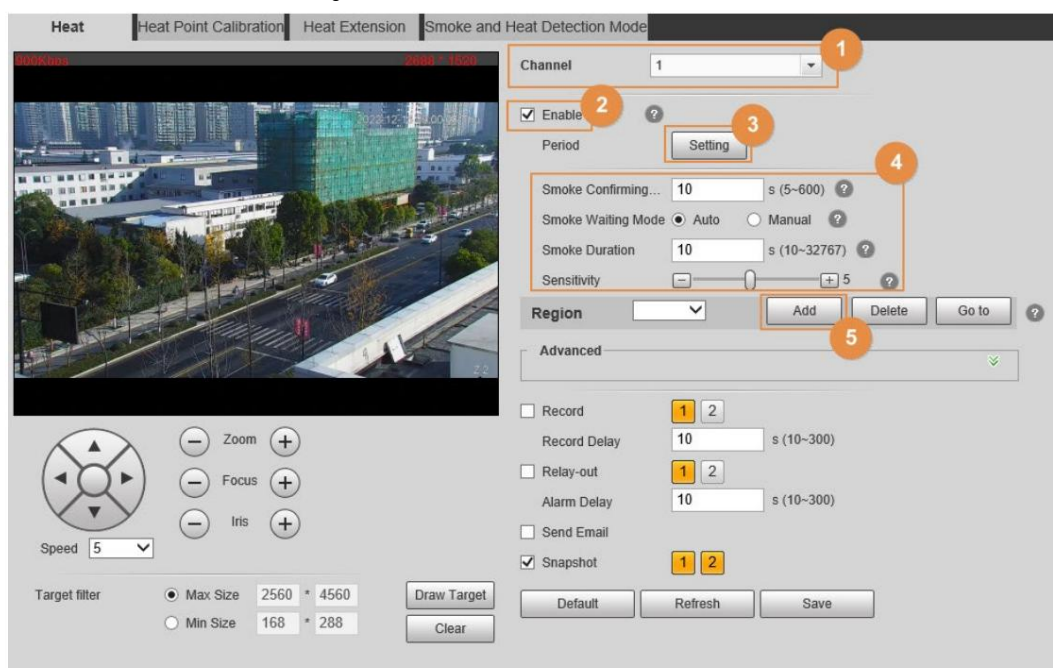 Heat Heat Point Calibration Heat Extension Smoke and Heat Detection Mode
900Kbps 2688 * 1520
Channel 1
1
2
Enable ?
3
Period Setting
4
Smoke Confirming... 10 s (5~600) ?
Smoke Waiting Mode Auto Manual ?
Smoke Duration 10 s (10~32767) ?
Sensitivity - + 5 ?
Region Add Delete Go to ?
5
Advanced
Z:2
Record 1 2
Record Delay 10 s (10~300)
Relay-out 1 2
Alarm Delay 10 s (10~300)
Send Email
Snapshot 1 2
Default Refresh Save
− Zoom +
− Focus +
− Iris +
Speed 5
Target filter Max Size 2560 * 4560 Draw Target
Min Size 168 * 288 Clear